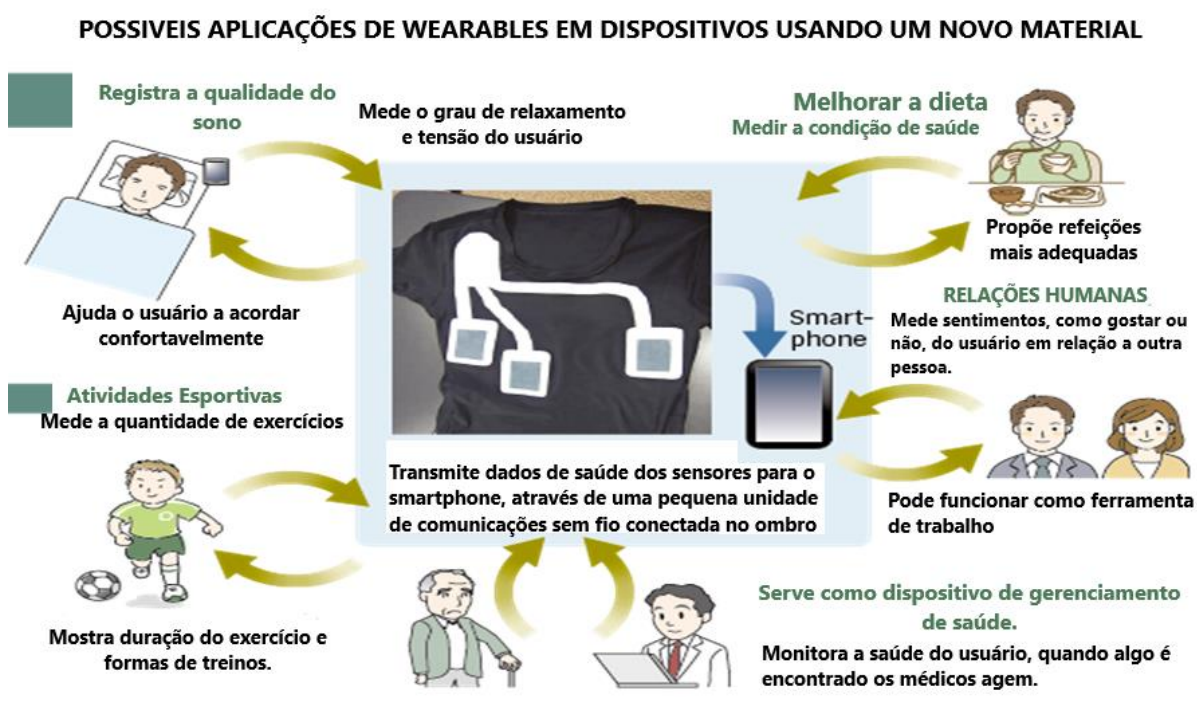 POSSIVEIS APLICAÇÕES DE WEARABLES EM DISPOSITIVOS USANDO UM NOVO MATERIAL
Registra a qualidade do
sono
Mede o grau de relaxamento
e tensão do usuário
Melhorar a dieta
Medir a condição de saúde
Propõe refeições
mais adequadas
Ajuda o usuário a acordar
confortavelmente
Smart-
phone
RELAÇÕES HUMANAS
Mede sentimentos, como gostar ou
não, do usuário em relação a outra
pessoa.
Atividades Esportivas
Mede a quantidade de exercícios
Transmite dados de saúde dos sensores para o
smartphone, através de uma pequena unidade
de comunicações sem fio conectada no ombro
Pode funcionar como ferramenta
de trabalho
Mostra duração do exercício e
formas de treinos.
Serve como dispositivo de gerenciamento
de saúde.
Monitora a saúde do usuário, quando algo é
encontrado os médicos agem.